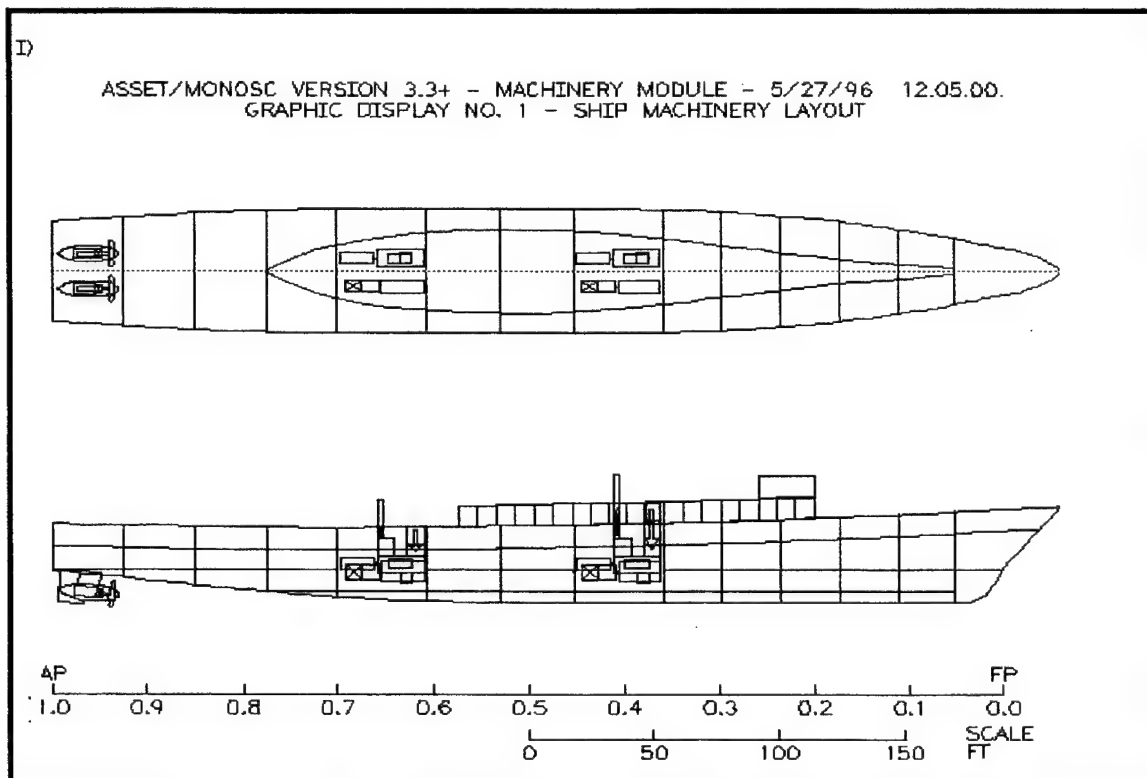 I)
ASSET/MONOSC VERSION 3.3+ - MACHINERY MODULE - 5/27/96 12.05.00.
GRAPHIC DISPLAY NO. 1 - SHIP MACHINERY LAYOUT
AP FP
1.0 0.9 0.8 0.7 0.6 0.5 0.4 0.3 0.2 0.1 0.0
SCALE
0 50 100 150 FT